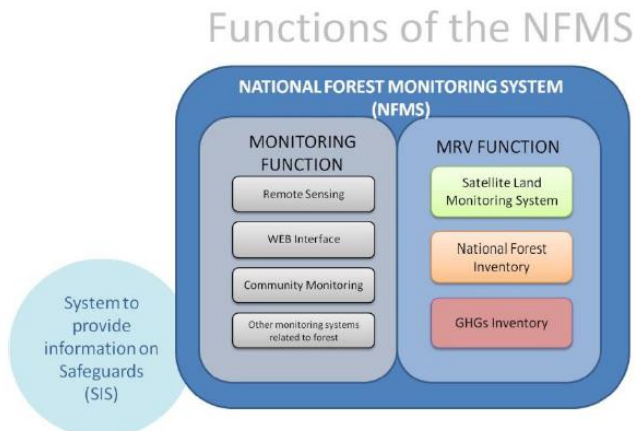 Functions of the NFMS
NATIONAL FOREST MONITORING SYSTEM
(NFMS)
MONITORING
FUNCTION
Remote Sensing
WEB Interface
Community Monitoring
Other monitoring systems
related to forest
MRV FUNCTION
Satellite Land
Monitoring System
National Forest
Inventory
GHGs Inventory
System to
provide
information on
Safeguards
(SIS)